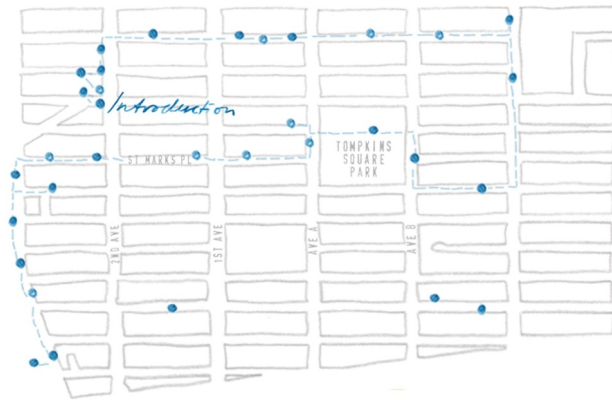 Introduction
ST MARKS PL
TOMPKINS
SQUARE
PARK
2ND AVE
1ST AVE
AVE A
AVE B